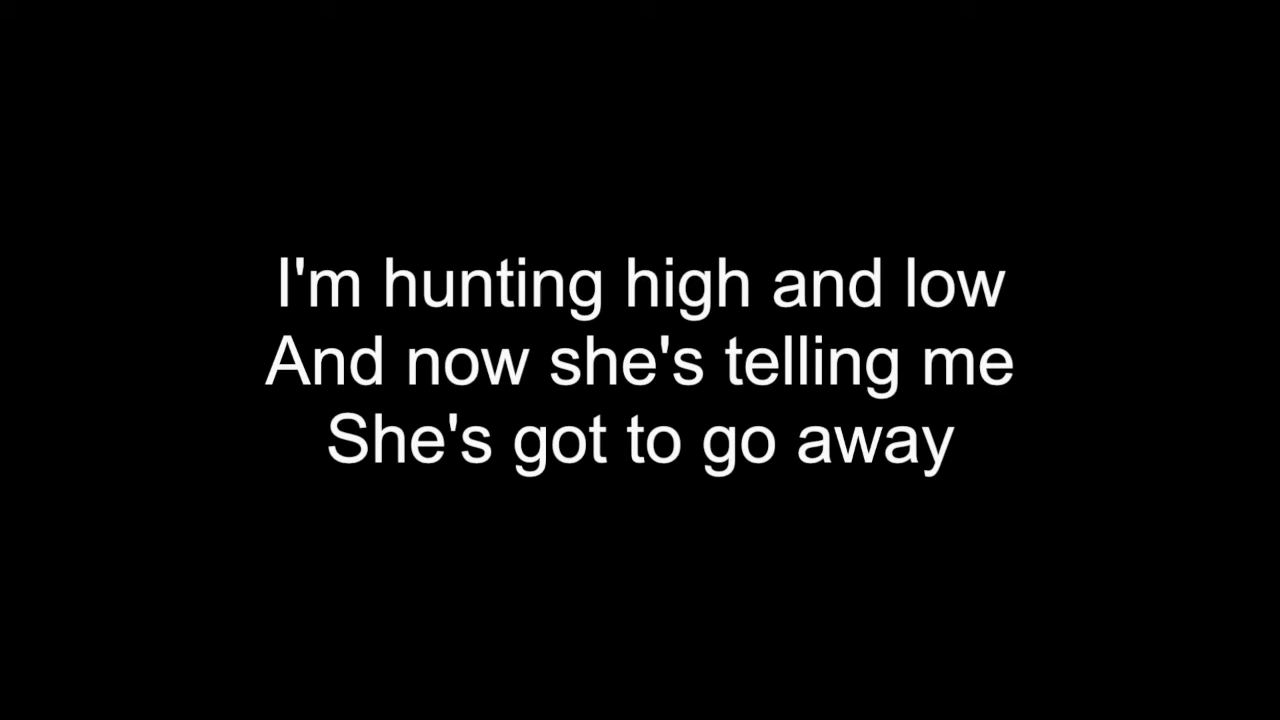 I'm hunting high and low
And now she's telling me
She's got to go away